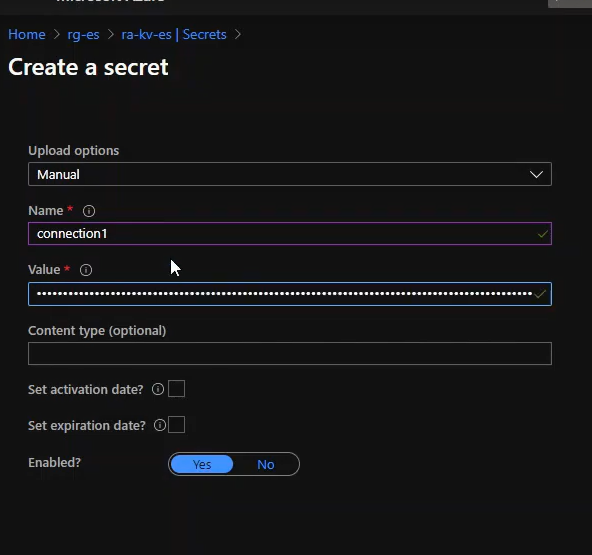 Home > rg-es > ra-kv-es | Secrets >
Create a secret
Upload options
Manual
Name *
connection1
Value *
Content type (optional)
Set activation date?
Set expiration date?
Enabled?
Yes No